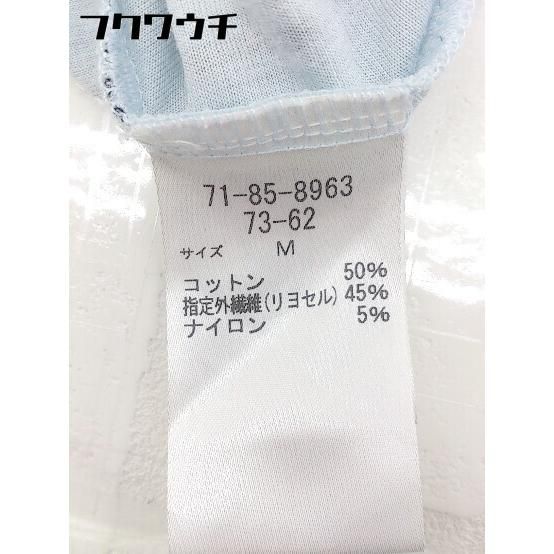 フクワウチ
71-85-8963
73-62
サイズ M
コットン 50%
指定外繊維(リヨセル) 45%
ナイロン 5%